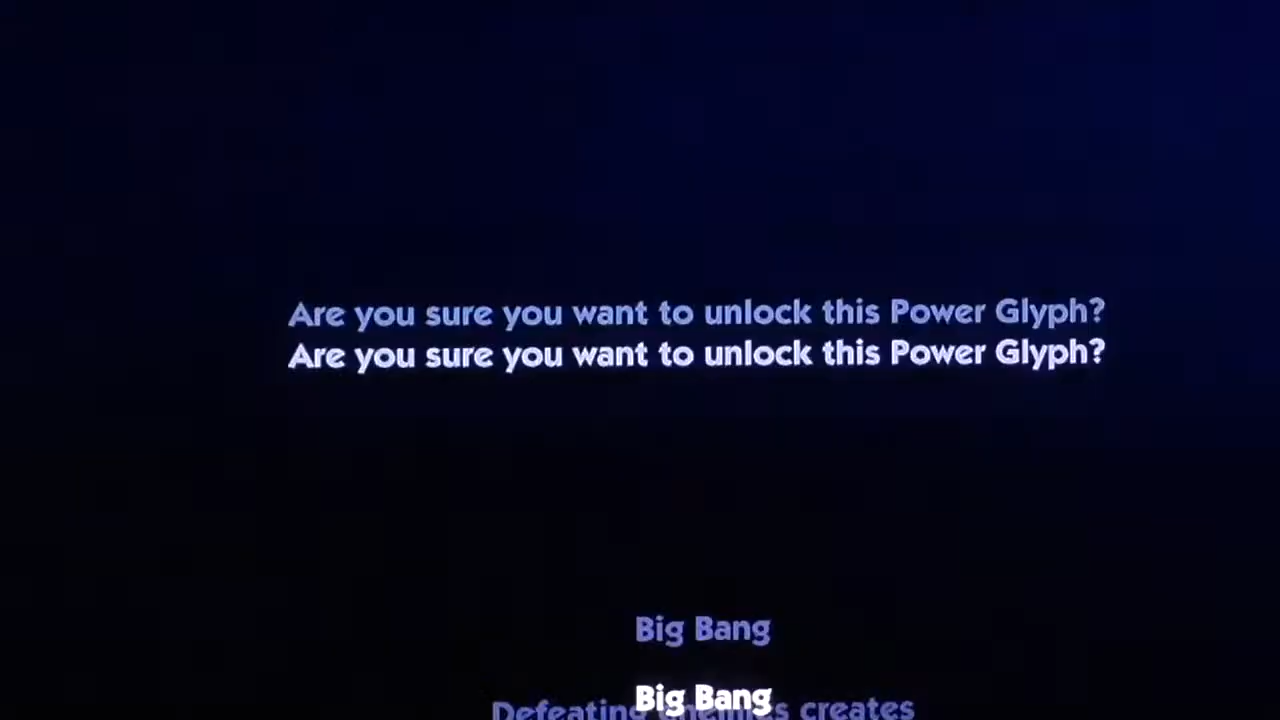 Are you sure you want to unlock this Power Glyph?
Are you sure you want to unlock this Power Glyph?
Big Bang
Big Bang
Defeating enemies creates